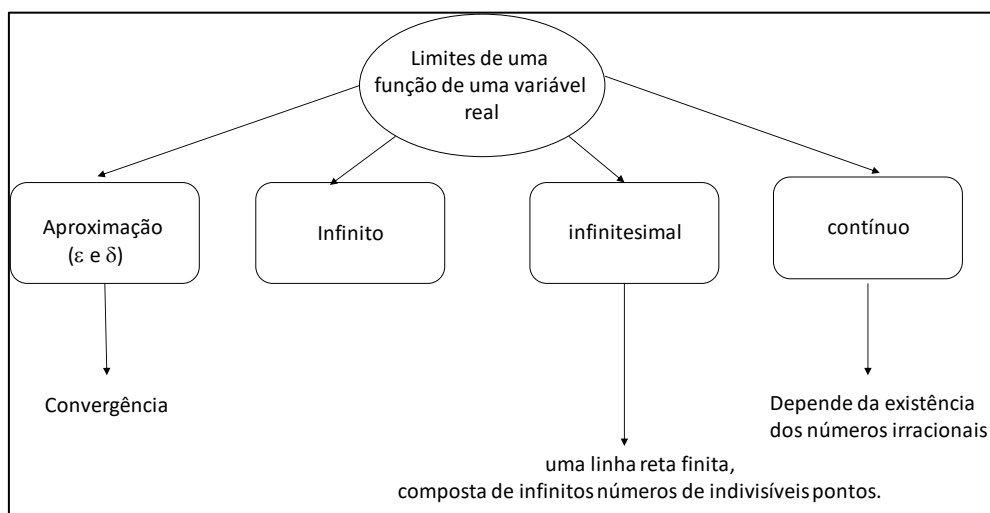 Limites de uma
função de uma variável
real
Aproximação
(ε e δ)
Infinito
infinitesimal
contínuo
Convergência
Depende da existência
dos números irracionais
uma linha reta finita,
composta de infinitos números de indivisíveis pontos.